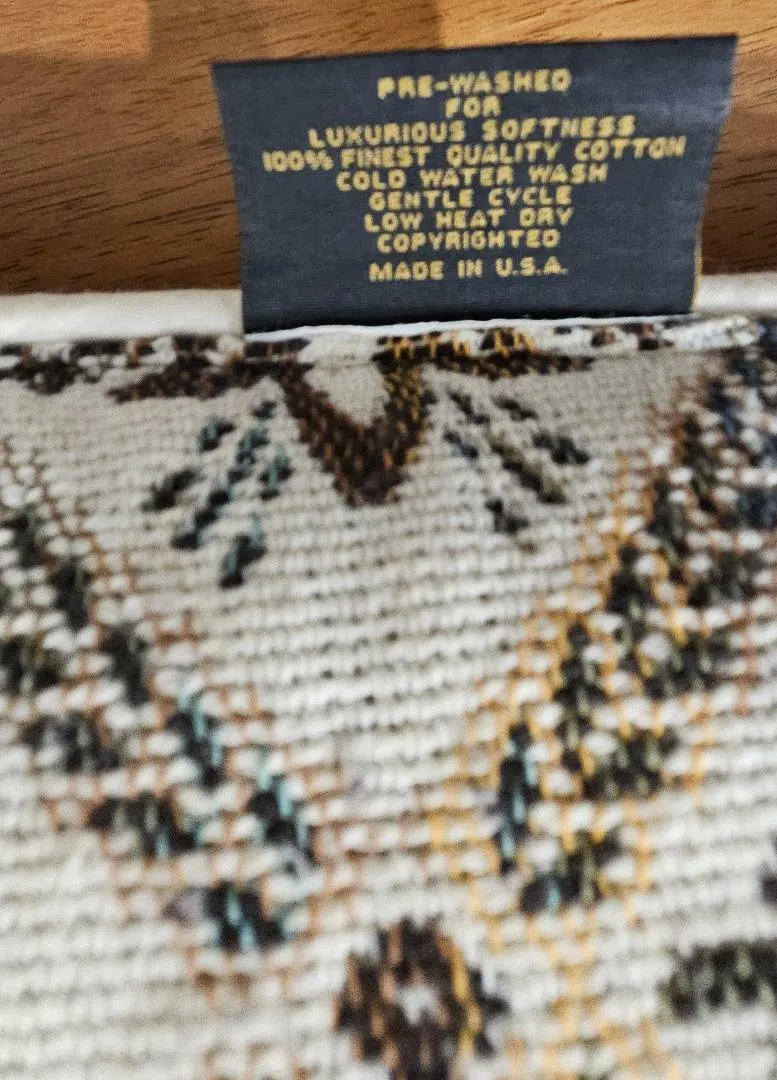 PRE-WASHED
FOR
LUXURIOUS SOFTNESS
100% FINEST QUALITY COTTON
COLD WATER WASH
GENTLE CYCLE
LOW HEAT DRY
COPYRIGHTED
MADE IN U.S.A.